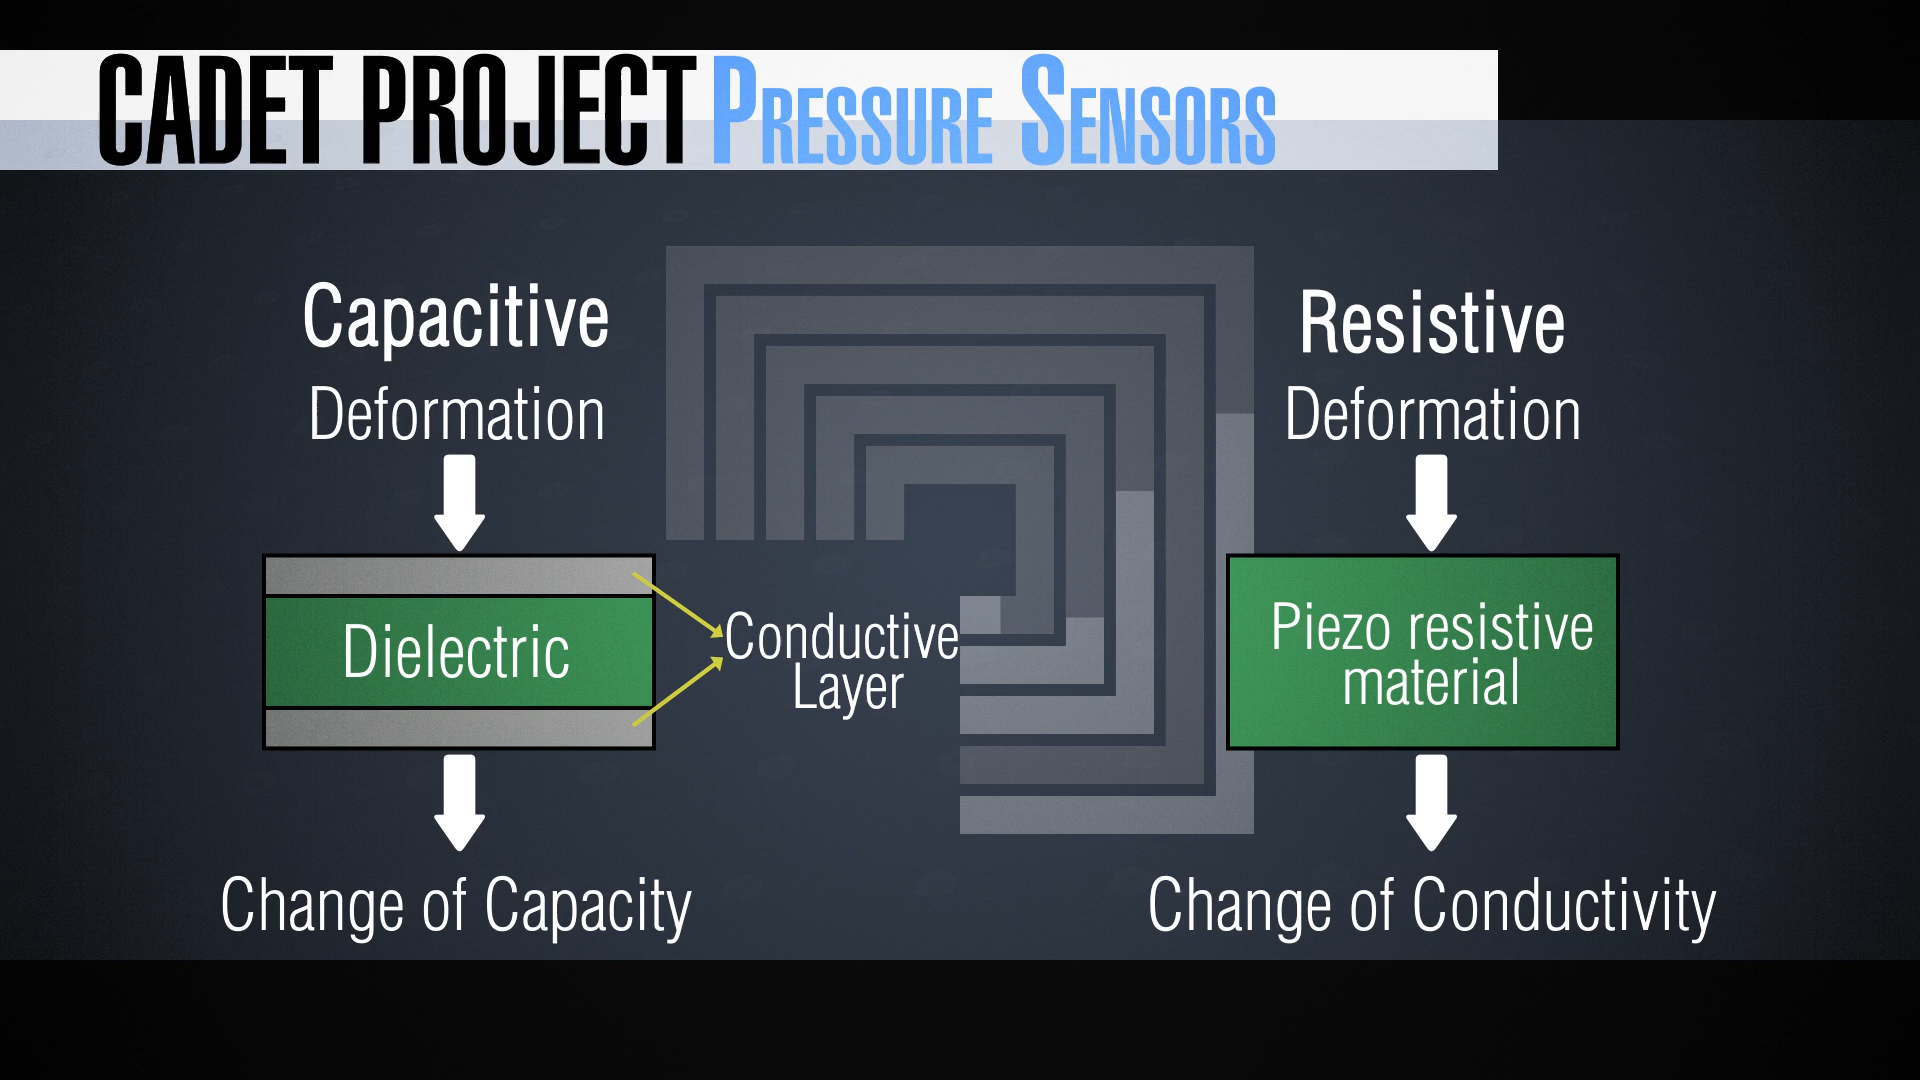 CADET PROJECT PRESSURE SENSORS
Capacitive
Deformation
Dielectric
Conductive
Layer
Change of Capacity
Resistive
Deformation
Piezo resistive
material
Change of Conductivity